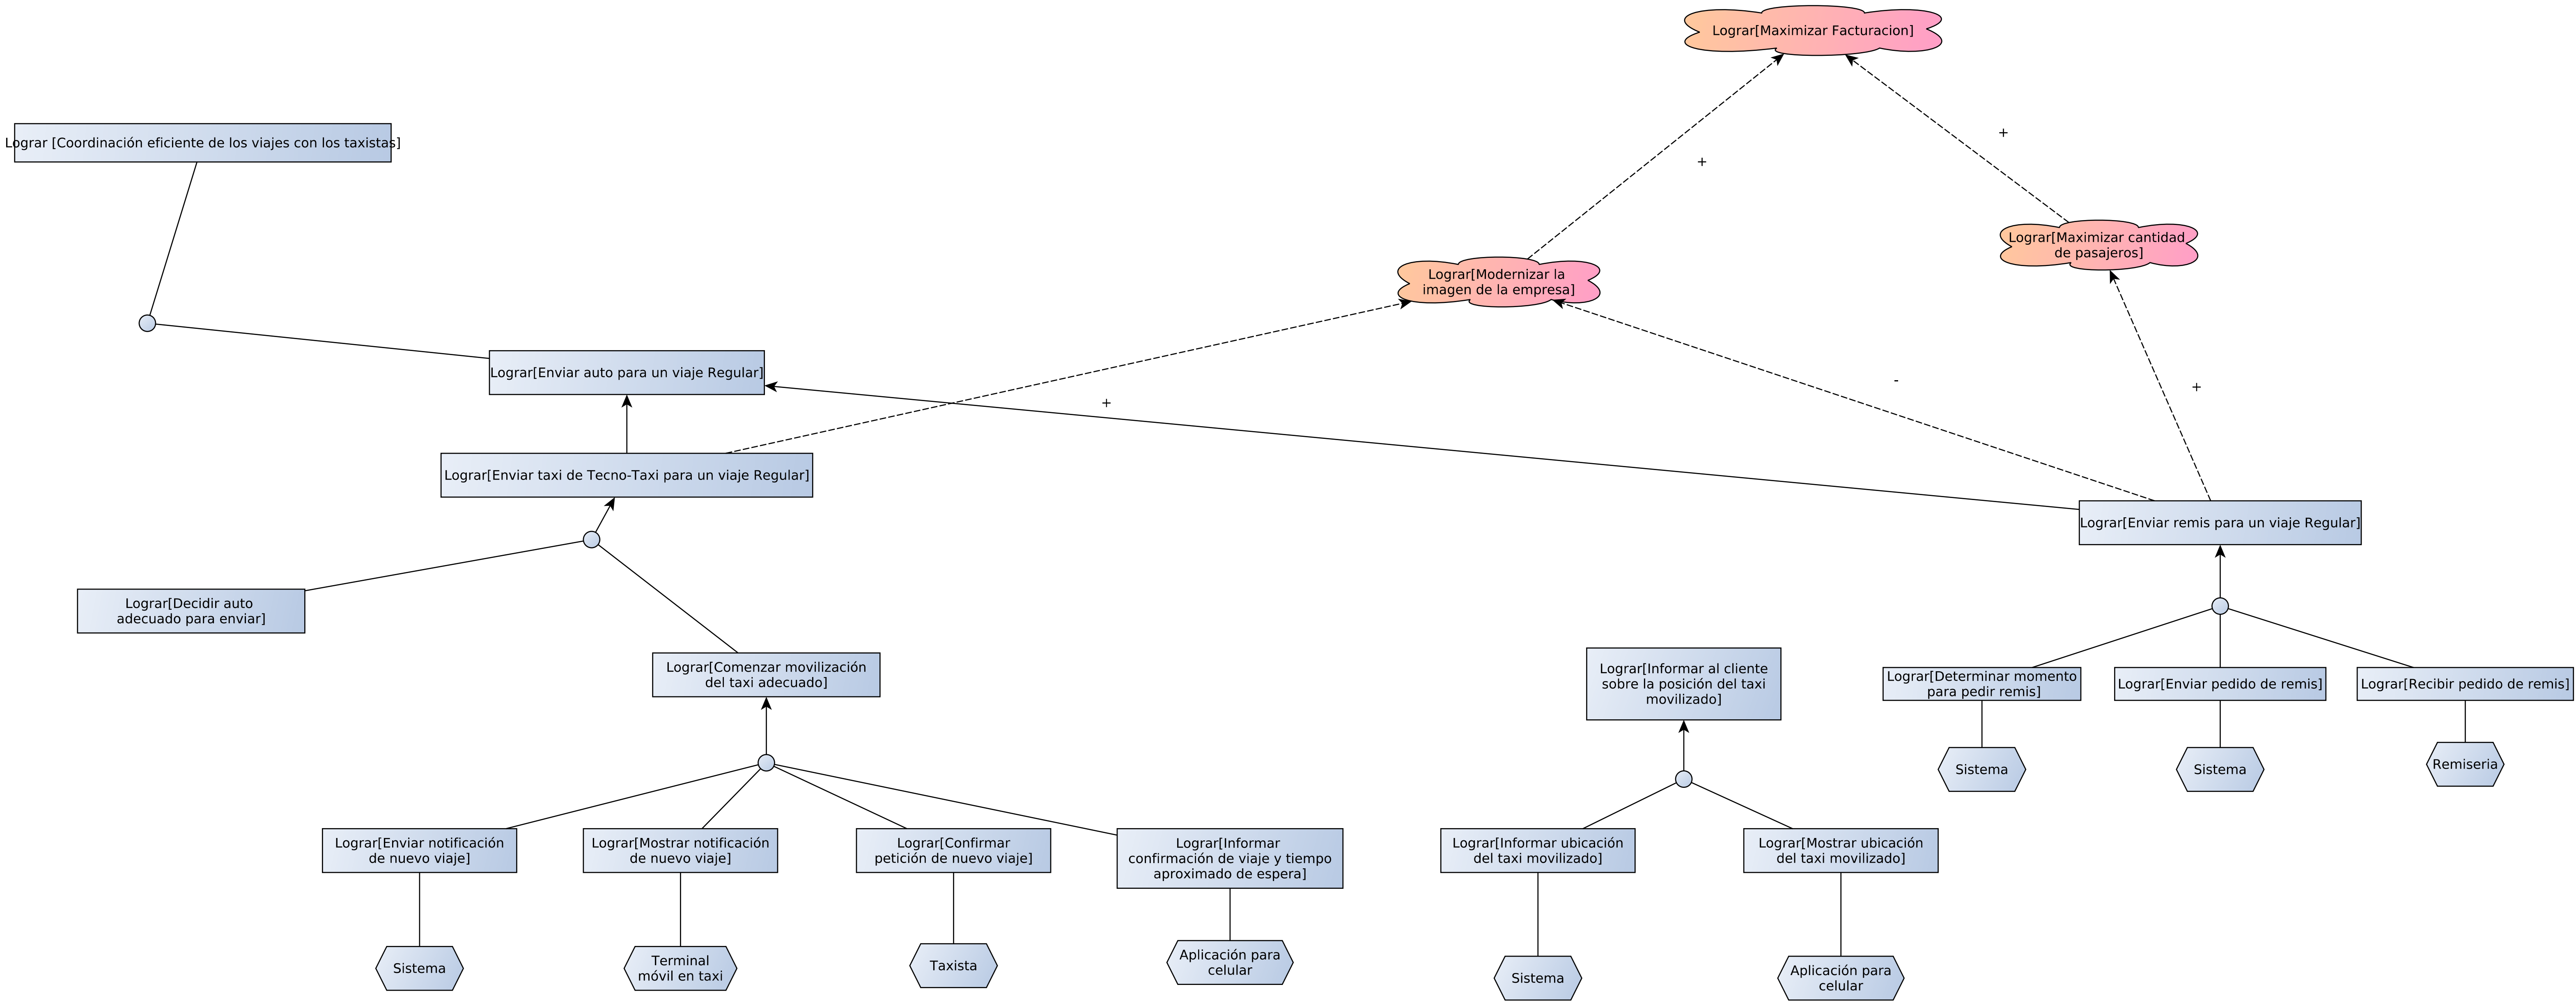 Lograr[Maximizar Facturacion]
+
Lograr [Coordinación eficiente de los viajes con los taxistas]
+
Lograr[Maximizar cantidad
de pasajeros]
Lograr[Modernizar la
imagen de la empresa]
Lograr[Enviar auto para un viaje Regular]
-
+
+
Lograr[Enviar taxi de Tecno-Taxi para un viaje Regular]
Lograr[Enviar remis para un viaje Regular]
Lograr[Decidir auto
adecuado para enviar]
Lograr[Comenzar movilización
del taxi adecuado]
Lograr[Informar al cliente
sobre la posición del taxi
movilizado]
Lograr[Determinar momento
para pedir remis]
Lograr[Enviar pedido de remis]
Lograr[Recibir pedido de remis]
Sistema
Sistema
Remiseria
Lograr[Enviar notificación
de nuevo viaje]
Lograr[Mostrar notificación
de nuevo viaje]
Lograr[Confirmar
petición de nuevo viaje]
Lograr[Informar
confirmación de viaje y tiempo
aproximado de espera]
Lograr[Informar ubicación
del taxi movilizado]
Lograr[Mostrar ubicación
del taxi movilizado]
Sistema
Terminal
móvil en taxi
Taxista
Aplicación para
celular
Sistema
Aplicación para
celular